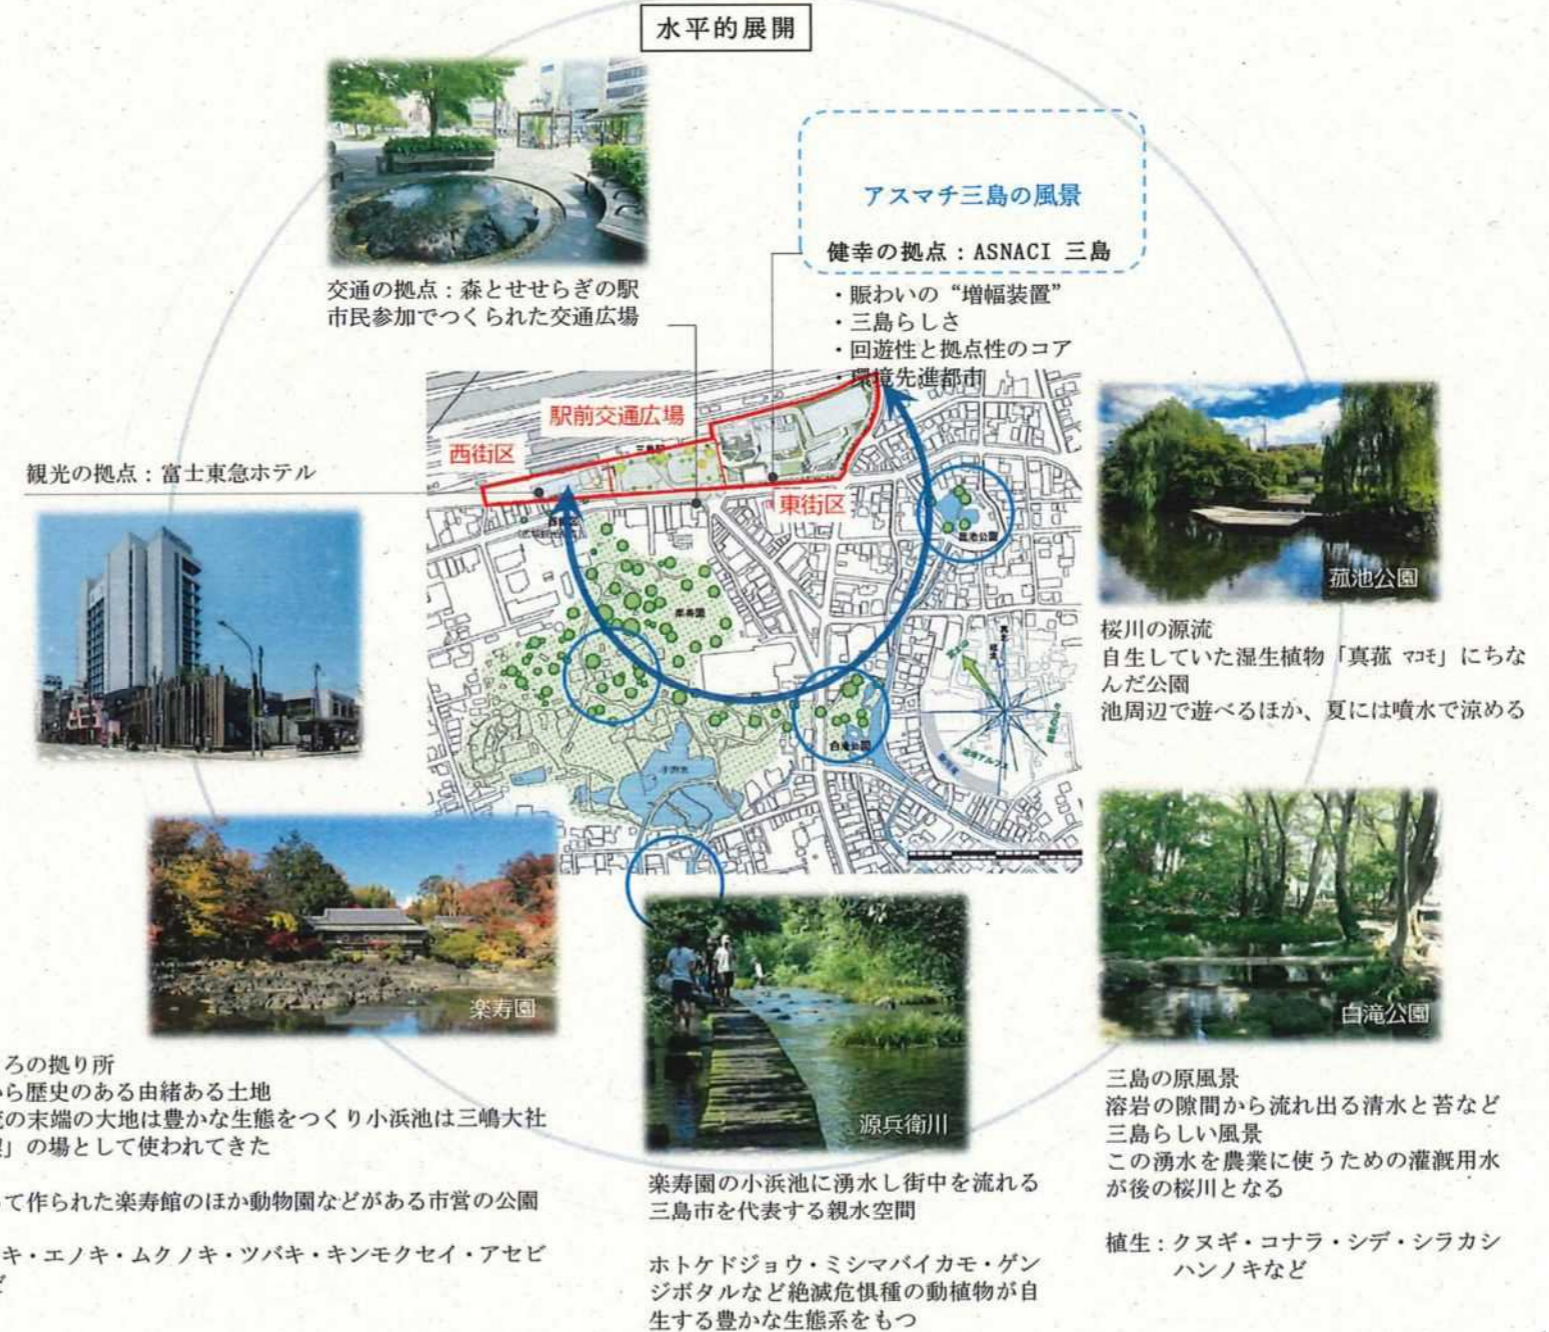 水平的展開
アスマチ三島の風景
健幸の拠点：ASNACI 三島
・賑わいの“増幅装置”
・三島らしさ
・回遊性と拠点性のコア
・環境先進都市
交通の拠点：森とせせらぎの駅
市民参加でつくられた交通広場
駅前交通広場
西街区
東街区
観光の拠点：富士東急ホテル
楽寿園
菰池公園
白滝公園
小浜池
菰池公園
桜川の源流
自生していた湿生植物「真菰 マコモ」にちな
んだ公園
池周辺で遊べるほか、夏には噴水で涼める
楽寿園
ろの拠り所
ら歴史のある由緒ある土地
の末端の大地は豊かな生態をつくり小浜池は三嶋大社
」の場として使われてきた
って作られた楽寿館のほか動物園などがある市営の公園
キ・エノキ・ムクノキ・ツバキ・キンモクセイ・アセビ
源兵衛川
楽寿園の小浜池に湧水し街中を流れる
三島市を代表する親水空間
ホトケドジョウ・ミシマバイカモ・ゲン
ジボタルなど絶滅危惧種の動植物が自
生する豊かな生態系をもつ
白滝公園
三島の原風景
溶岩の隙間から流れ出る清水と苔など
三島らしい風景
この湧水を農業に使うための灌漑用水
が後の桜川となる
植生：クヌギ・コナラ・シデ・シラカシ
ハンノキなど